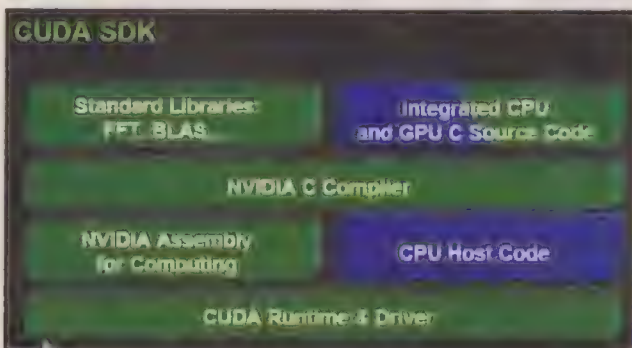 CUDA SDK
Standard Libraries:
FFT, BLAS...
Integrated CPU
and GPU C Source Code
NVIDIA C Compiler
NVIDIA Assembly
for Computing
CPU Host Code
CUDA Runtime & Driver